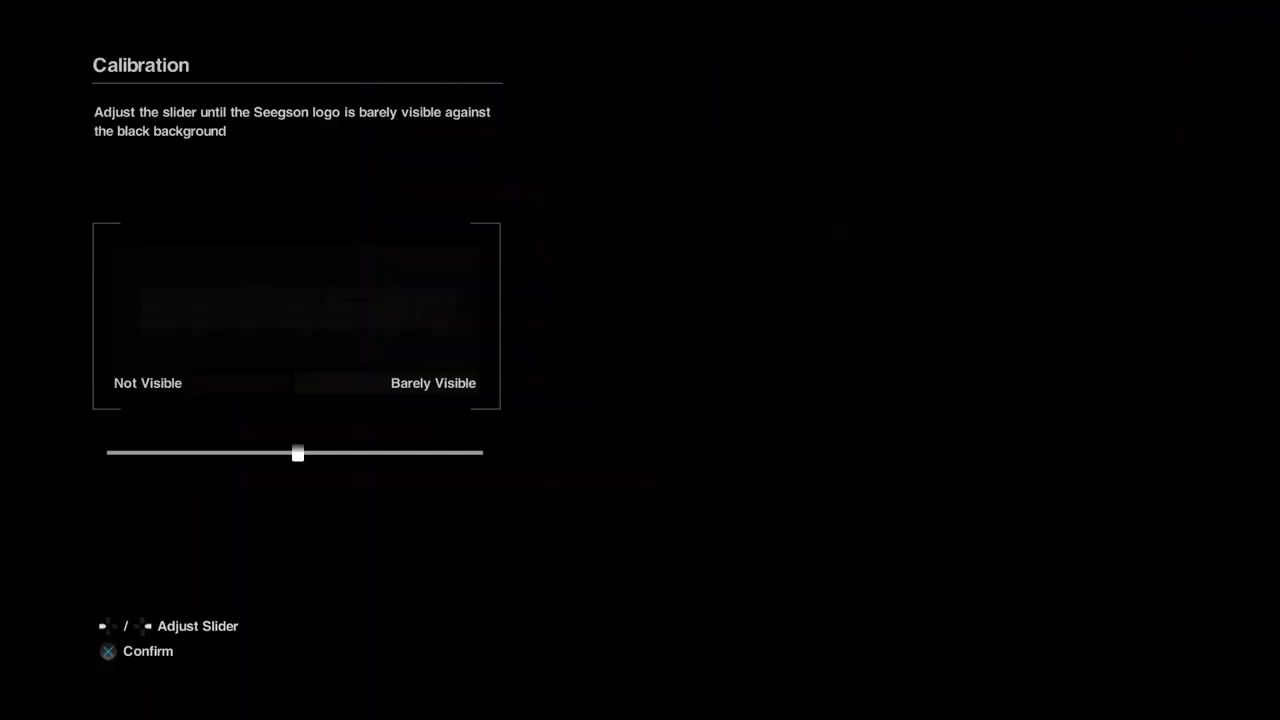 Calibration
Adjust the slider until the Seegson logo is barely visible against
the black background
SEEGSON
Not Visible
Barely Visible
/ Adjust Slider
Confirm